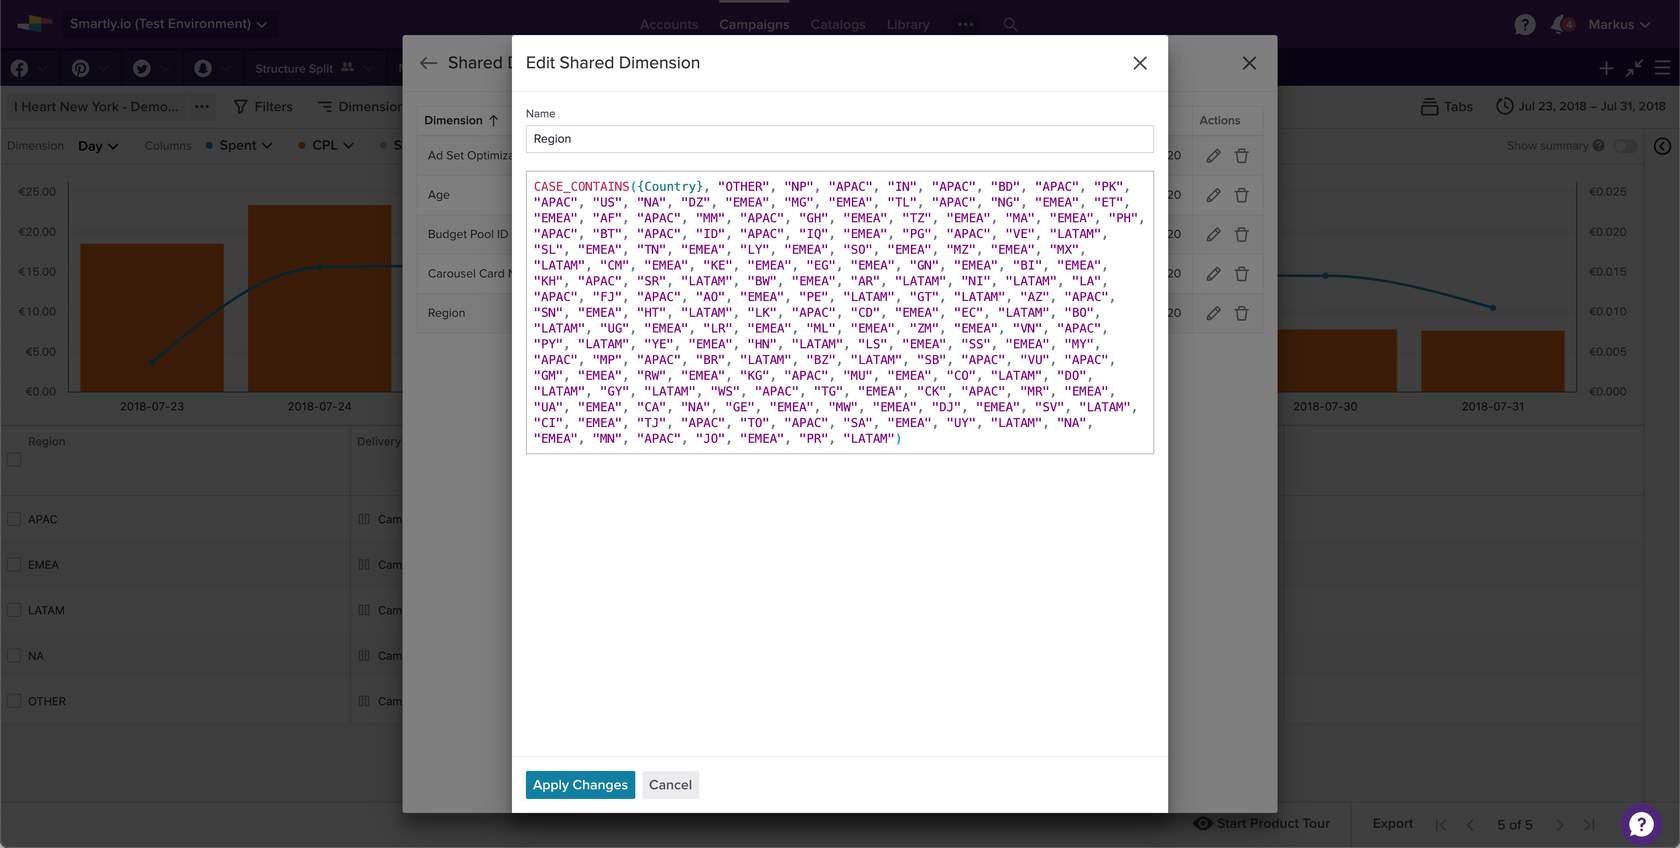 Smartly.io (Test Environment)
Accounts
Campaigns
Catalogs
Library
4
Markus
Structure Split
I Heart New York - Demo...
Filters
Dimension
Tabs
Jul 23, 2018 – Jul 31, 2018
Dimension
Day
Columns
Spent
CPL
S
Show summary
€25.00
€20.00
€15.00
€10.00
€5.00
€0.00
€0.025
€0.020
€0.015
€0.010
€0.005
€0.000
2018-07-23
2018-07-24
2018-07-30
2018-07-31
Region
Delivery
APAC
Cam
EMEA
Cam
LATAM
Cam
NA
Cam
OTHER
Cam
Shared D
Dimension ↑
Actions
Ad Set Optimiza
20
Age
Budget Pool ID
20
Carousel Card N
20
Region
20
Edit Shared Dimension
Name
Region
CASE_CONTAINS({Country}, "OTHER", "NP", "APAC", "IN", "APAC", "BD", "APAC", "PK",
"APAC", "US", "NA", "DZ", "EMEA", "MG", "EMEA", "TL", "APAC", "NG", "EMEA", "ET",
"EMEA", "AF", "APAC", "MM", "APAC", "GH", "EMEA", "TZ", "EMEA", "MA", "EMEA", "PH",
"APAC", "BT", "APAC", "ID", "APAC", "IQ", "EMEA", "PG", "APAC", "VE", "LATAM",
"SL", "EMEA", "TN", "EMEA", "LY", "EMEA", "SO", "EMEA", "MZ", "EMEA", "MX",
"LATAM", "CM", "EMEA", "KE", "EMEA", "EG", "EMEA", "GN", "EMEA", "BI", "EMEA",
"KH", "APAC", "SR", "LATAM", "BW", "EMEA", "AR", "LATAM", "NI", "LATAM", "LA",
"APAC", "FJ", "APAC", "AO", "EMEA", "PE", "LATAM", "GT", "LATAM", "AZ", "APAC",
"SN", "EMEA", "HT", "LATAM", "LK", "APAC", "CD", "EMEA", "EC", "LATAM", "BO",
"LATAM", "UG", "EMEA", "LR", "EMEA", "ML", "EMEA", "ZM", "EMEA", "VN", "APAC",
"PY", "LATAM", "YE", "EMEA", "HN", "LATAM", "LS", "EMEA", "SS", "EMEA", "MY",
"APAC", "MP", "APAC", "BR", "LATAM", "BZ", "LATAM", "SB", "APAC", "VU", "APAC",
"GM", "EMEA", "RW", "EMEA", "KG", "APAC", "MU", "EMEA", "CO", "LATAM", "DO",
"LATAM", "GY", "LATAM", "WS", "APAC", "TG", "EMEA", "CK", "APAC", "MR", "EMEA",
"UA", "EMEA", "CA", "NA", "GE", "EMEA", "MW", "EMEA", "DJ", "EMEA", "SV", "LATAM",
"CI", "EMEA", "TJ", "APAC", "TO", "APAC", "SA", "EMEA", "UY", "LATAM", "NA",
"EMEA", "MN", "APAC", "JO", "EMEA", "PR", "LATAM")
Apply Changes
Cancel
Start Product Tour
Export
5 of 5